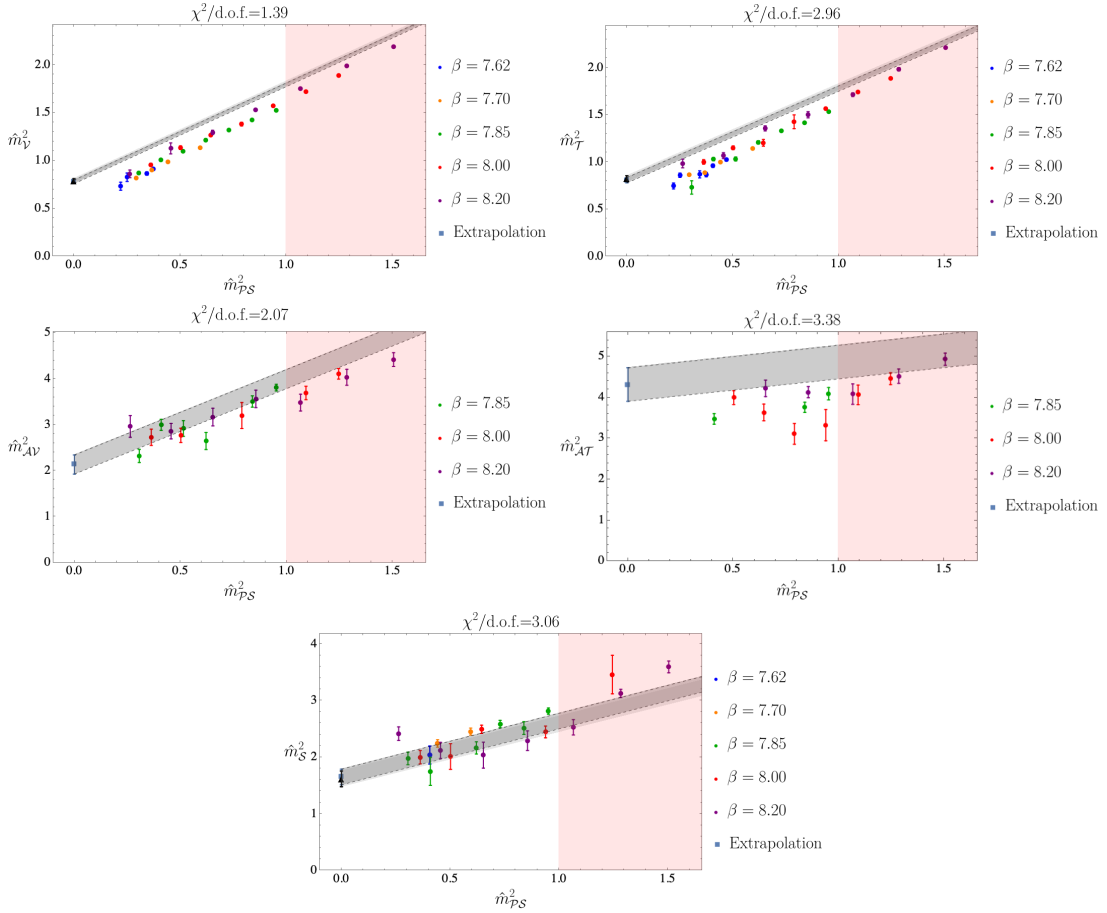 χ²/d.o.f.=1.39
2.0
1.5
1.0
0.5
0.0
m̂²_𝒱
0.0 0.5 1.0 1.5
m̂²_𝒫𝒮
β = 7.62
β = 7.70
β = 7.85
β = 8.00
β = 8.20
Extrapolation
χ²/d.o.f.=2.96
2.0
1.5
1.0
0.5
0.0
m̂²_𝒯
0.0 0.5 1.0 1.5
m̂²_𝒫𝒮
β = 7.62
β = 7.70
β = 7.85
β = 8.00
β = 8.20
Extrapolation
χ²/d.o.f.=2.07
5
4
3
2
1
0
m̂²_𝒜𝒱
0.0 0.5 1.0 1.5
m̂²_𝒫𝒮
β = 7.85
β = 8.00
β = 8.20
Extrapolation
χ²/d.o.f.=3.38
5
4
3
2
1
0
m̂²_𝒜𝒯
0.0 0.5 1.0 1.5
m̂²_𝒫𝒮
β = 7.85
β = 8.00
β = 8.20
Extrapolation
χ²/d.o.f.=3.06
4
3
2
1
0
m̂²_𝒮
0.0 0.5 1.0 1.5
m̂²_𝒫𝒮
β = 7.62
β = 7.70
β = 7.85
β = 8.00
β = 8.20
Extrapolation